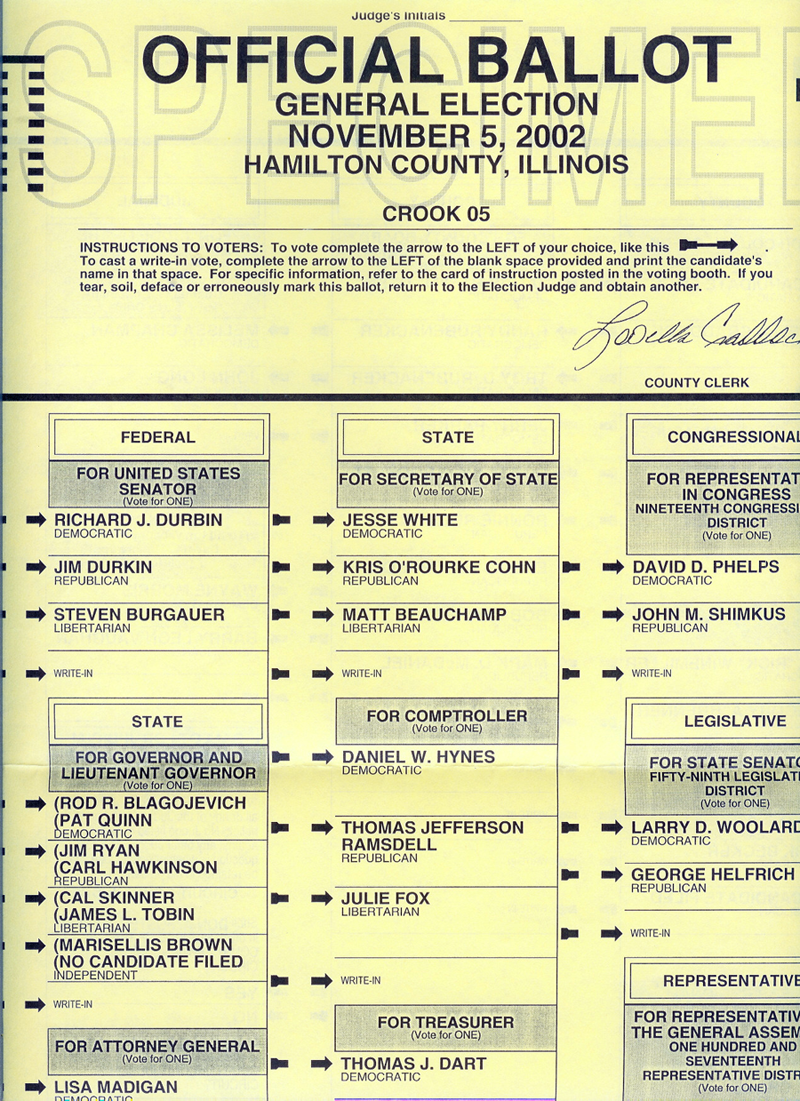 Judge's Initials
SPECIMEN
OFFICIAL BALLOT
GENERAL ELECTION
NOVEMBER 5, 2002
HAMILTON COUNTY, ILLINOIS
CROOK 05
INSTRUCTIONS TO VOTERS: To vote complete the arrow to the LEFT of your choice, like this .
To cast a write-in vote, complete the arrow to the LEFT of the blank space provided and print the candidate's
name in that space. For specific information, refer to the card of instruction posted in the voting booth. If you
tear, soil, deface or erroneously mark this ballot, return it to the Election Judge and obtain another.
COUNTY CLERK
FEDERAL
FOR UNITED STATES
SENATOR
(Vote for ONE)
RICHARD J. DURBIN
DEMOCRATIC
JIM DURKIN
REPUBLICAN
STEVEN BURGAUER
LIBERTARIAN
WRITE-IN
STATE
FOR GOVERNOR AND
LIEUTENANT GOVERNOR
(Vote for ONE)
(ROD R. BLAGOJEVICH
(PAT QUINN
DEMOCRATIC
(JIM RYAN
(CARL HAWKINSON
REPUBLICAN
(CAL SKINNER
(JAMES L. TOBIN
LIBERTARIAN
(MARISELLIS BROWN
(NO CANDIDATE FILED
INDEPENDENT
WRITE-IN
FOR ATTORNEY GENERAL
(Vote for ONE)
LISA MADIGAN
DEMOCRATIC
STATE
FOR SECRETARY OF STATE
(Vote for ONE)
JESSE WHITE
DEMOCRATIC
KRIS O'ROURKE COHN
REPUBLICAN
MATT BEAUCHAMP
LIBERTARIAN
WRITE-IN
FOR COMPTROLLER
(Vote for ONE)
DANIEL W. HYNES
DEMOCRATIC
THOMAS JEFFERSON
RAMSDELL
REPUBLICAN
JULIE FOX
LIBERTARIAN
WRITE-IN
FOR TREASURER
(Vote for ONE)
THOMAS J. DART
DEMOCRATIC
CONGRESSIONAL
FOR REPRESENTAT
IN CONGRESS
NINETEENTH CONGRESSI
DISTRICT
(Vote for ONE)
DAVID D. PHELPS
DEMOCRATIC
JOHN M. SHIMKUS
REPUBLICAN
WRITE-IN
LEGISLATIVE
FOR STATE SENATO
FIFTY-NINTH LEGISLAT
DISTRICT
(Vote for ONE)
LARRY D. WOOLARD
DEMOCRATIC
GEORGE HELFRICH
REPUBLICAN
WRITE-IN
REPRESENTATIVE
FOR REPRESENTATIV
THE GENERAL ASSEM
ONE HUNDRED AND
SEVENTEENTH
REPRESENTATIVE DISTR
(Vote for ONE)